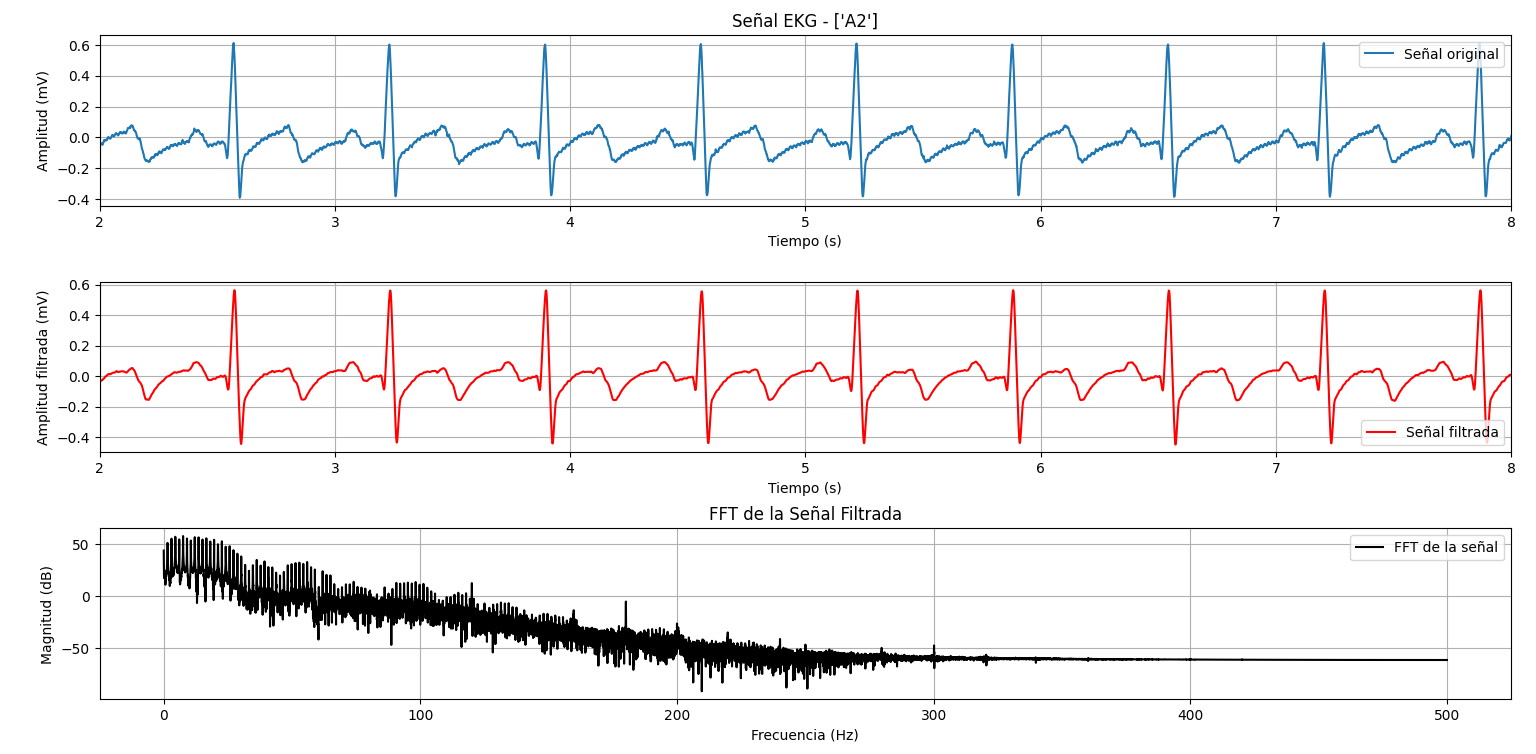 Señal EKG - ['A2']
Amplitud (mV)
0.6
0.4
0.2
0.0
−0.2
−0.4
Señal original
2 3 4 5 6 7 8
Tiempo (s)
Amplitud filtrada (mV)
0.6
0.4
0.2
0.0
−0.2
−0.4
Señal filtrada
2 3 4 5 6 7 8
Tiempo (s)
FFT de la Señal Filtrada
Magnitud (dB)
50
0
−50
FFT de la señal
0 100 200 300 400 500
Frecuencia (Hz)